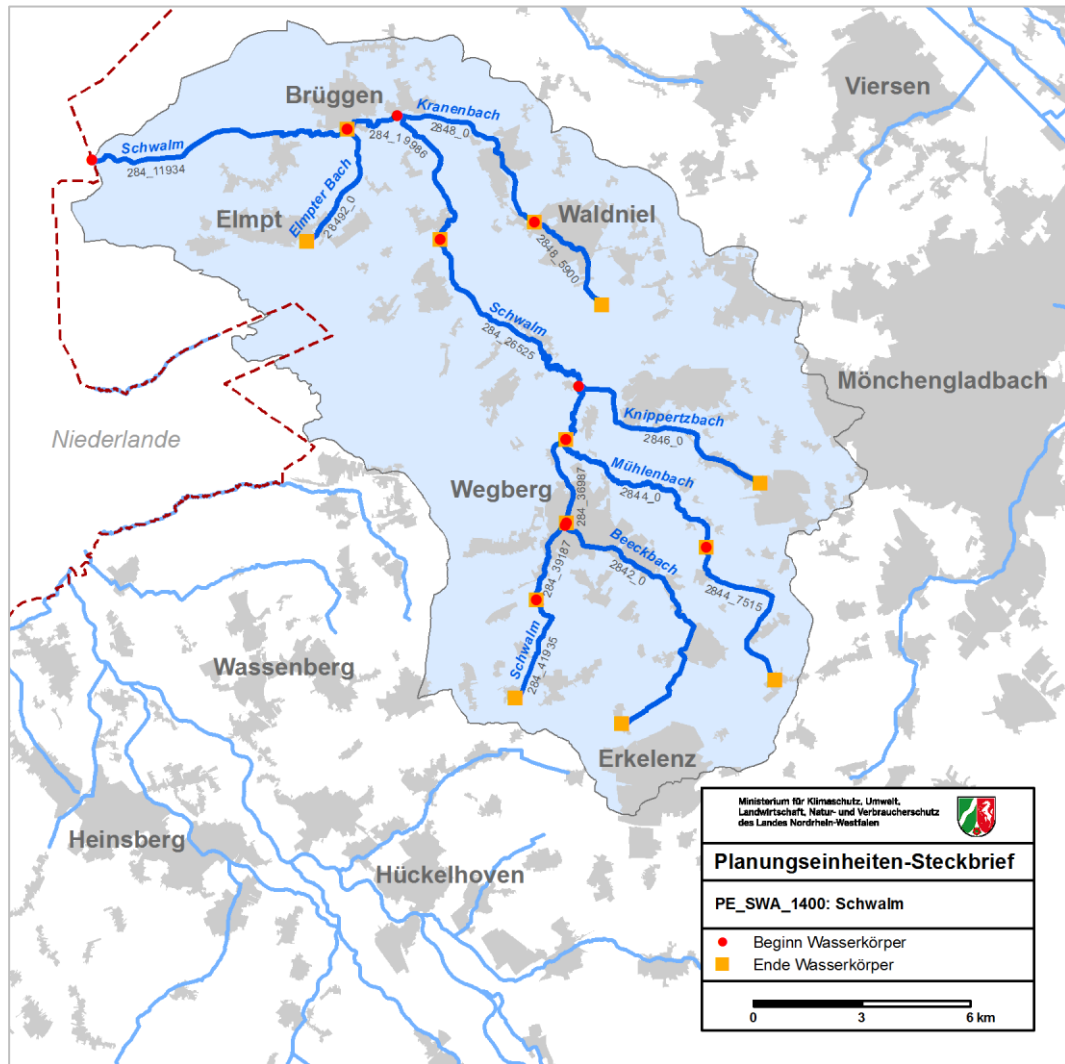 Viersen
Brüggen
Kranenbach
2848_0
284_19986
Schwalm
284_11934
Elmpter Bach
28492_0
Elmpt
Waldniel
2848_5900
Schwalm
284_26525
Mönchengladbach
Niederlande
Knippertzbach
2846_0
Mühlenbach
2844_0
Wegberg
284_36987
Beeckbach
2842_0
284_39187
2844_7515
Schwalm
284_41935
Wassenberg
Erkelenz
Heinsberg
Hückelhoven
Ministerium für Klimaschutz, Umwelt,
Landwirtschaft, Natur- und Verbraucherschutz
des Landes Nordrhein-Westfalen
Planungseinheiten-Steckbrief
PE_SWA_1400: Schwalm
Beginn Wasserkörper
Ende Wasserkörper
0 3 6 km